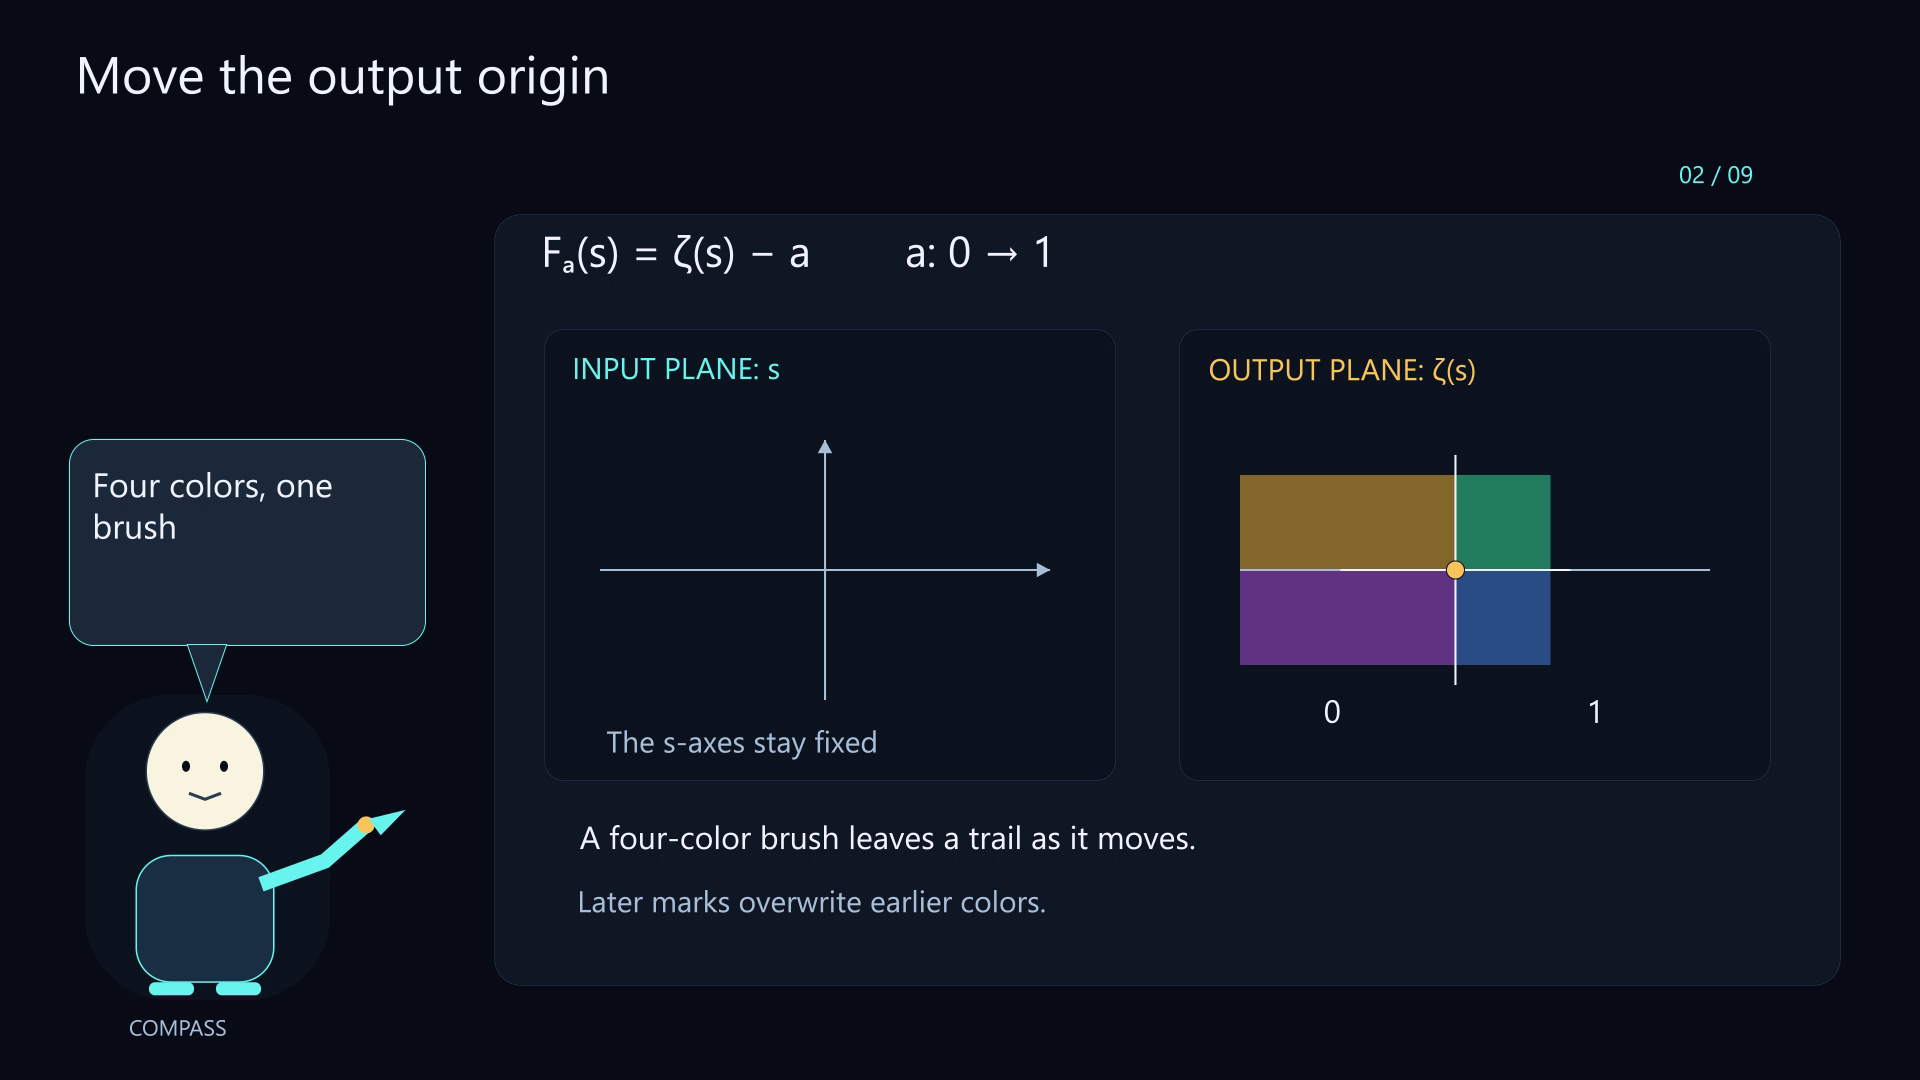 Move the output origin
02 / 09
Fₐ(s) = ζ(s) − a a: 0 → 1
INPUT PLANE: s
OUTPUT PLANE: ζ(s)
Four colors, one
brush
0 1
The s-axes stay fixed
A four-color brush leaves a trail as it moves.
Later marks overwrite earlier colors.
COMPASS